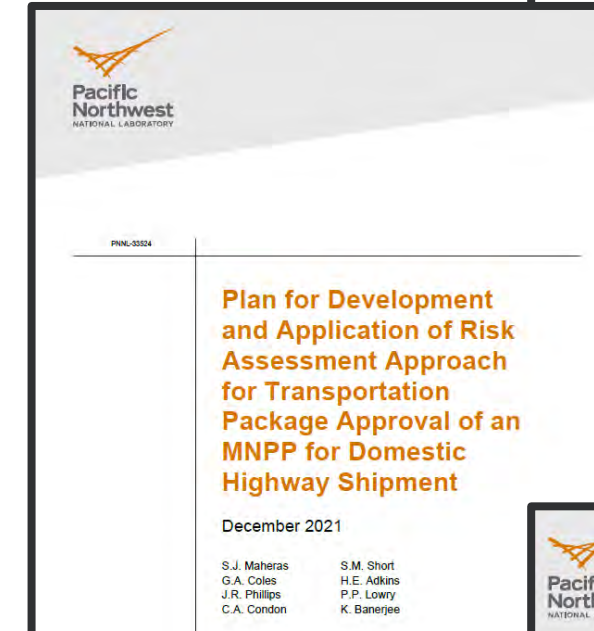 Pacific
Northwest
NATIONAL LABORATORY
PNNL-33524
Plan for Development
and Application of Risk
Assessment Approach
for Transportation
Package Approval of an
MNPP for Domestic
Highway Shipment
December 2021
S.J. Maheras S.M. Short
G.A. Coles H.E. Adkins
J.R. Phillips P.P. Lowry
C.A. Condon K. Banerjee
Pacif
North
NATIONAL